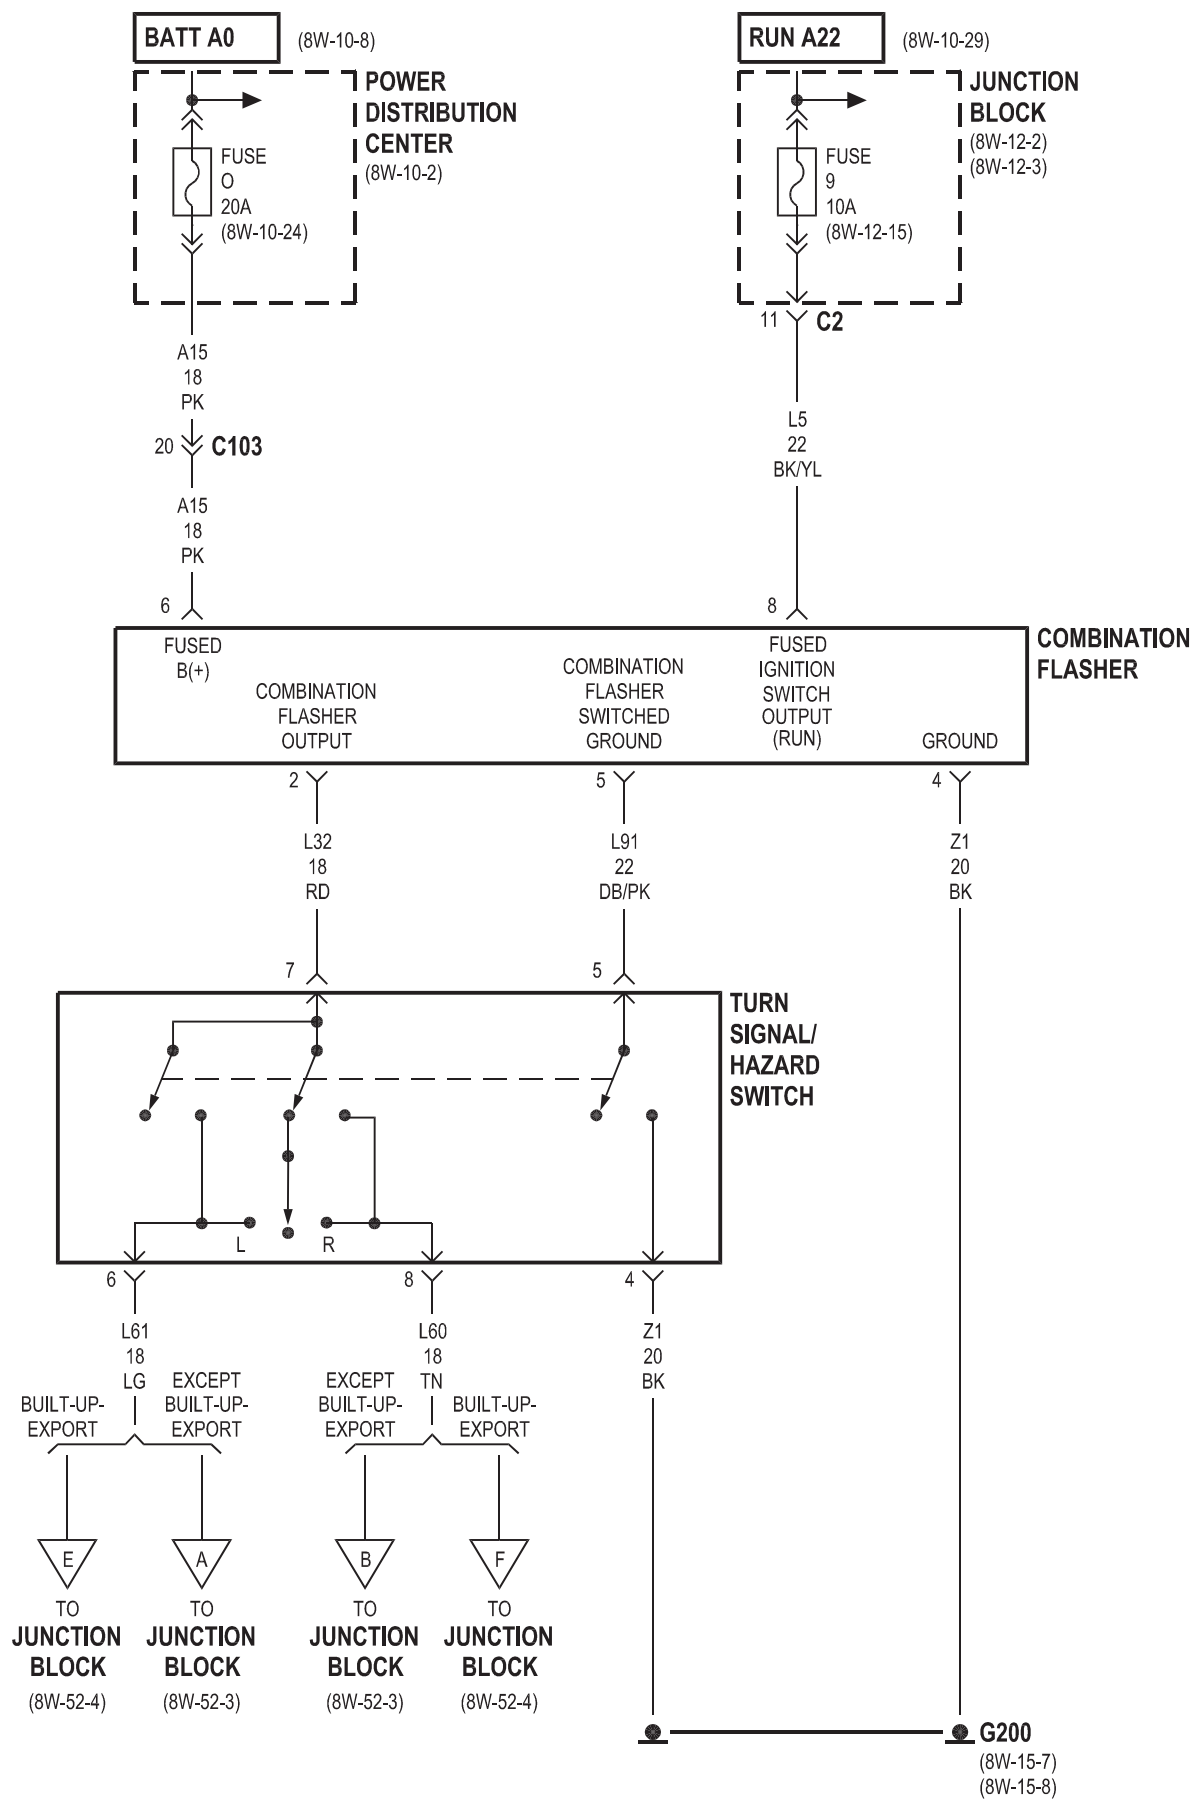 BATT A0
(8W-10-8)
RUN A22
(8W-10-29)
POWER
DISTRIBUTION
CENTER
(8W-10-2)
FUSE
O
20A
(8W-10-24)
JUNCTION
BLOCK
(8W-12-2)
(8W-12-3)
FUSE
9
10A
(8W-12-15)
11
C2
A15
18
PK
20
C103
A15
18
PK
L5
22
BK/YL
6
8
COMBINATION
FLASHER
FUSED
B(+)
COMBINATION
FLASHER
OUTPUT
COMBINATION
FLASHER
SWITCHED
GROUND
FUSED
IGNITION
SWITCH
OUTPUT
(RUN)
GROUND
2
5
4
L32
18
RD
L91
22
DB/PK
Z1
20
BK
7
5
TURN
SIGNAL/
HAZARD
SWITCH
L
R
6
8
4
L61
18
LG
L60
18
TN
Z1
20
BK
BUILT-UP-
EXPORT
EXCEPT
BUILT-UP-
EXPORT
EXCEPT
BUILT-UP-
EXPORT
BUILT-UP-
EXPORT
E
A
B
F
TO
JUNCTION
BLOCK
(8W-52-4)
TO
JUNCTION
BLOCK
(8W-52-3)
TO
JUNCTION
BLOCK
(8W-52-3)
TO
JUNCTION
BLOCK
(8W-52-4)
G200
(8W-15-7)
(8W-15-8)